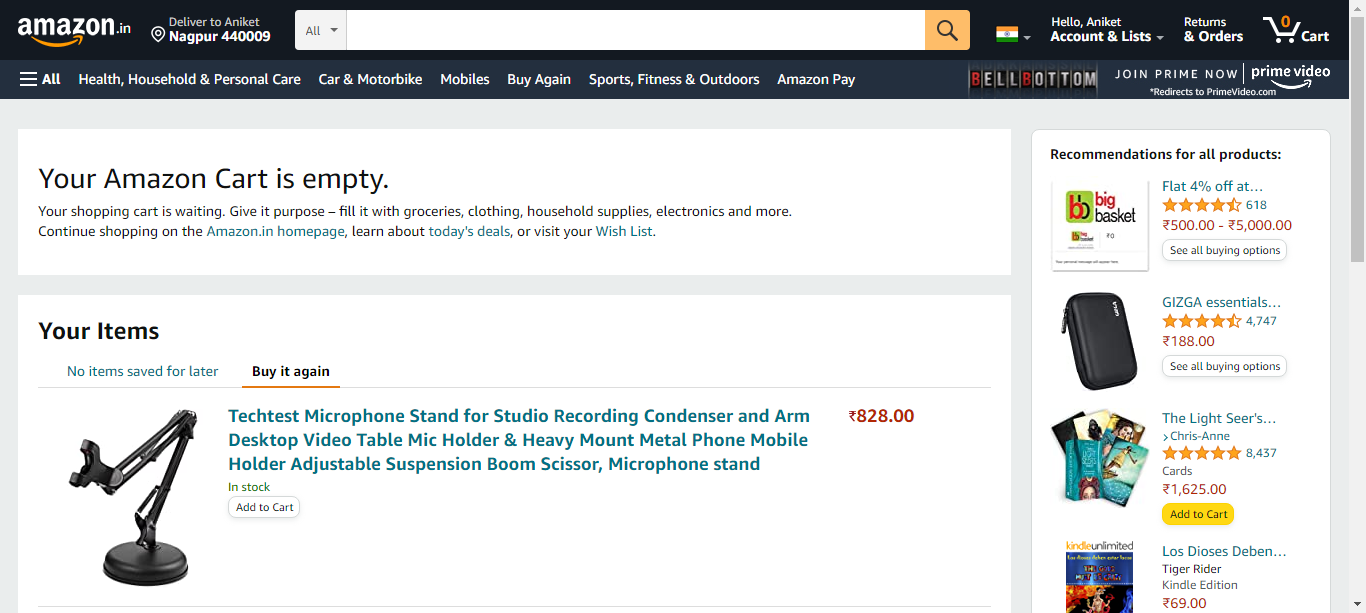 amazon.in
Deliver to Aniket
Nagpur 440009
All
Hello, Aniket
Account & Lists
Returns
& Orders
0
Cart
All
Health, Household & Personal Care
Car & Motorbike
Mobiles
Buy Again
Sports, Fitness & Outdoors
Amazon Pay
BELLBOTTOM
JOIN PRIME NOW
prime video
*Redirects to PrimeVideo.com
Your Amazon Cart is empty.
Your shopping cart is waiting. Give it purpose – fill it with groceries, clothing, household supplies, electronics and more.
Continue shopping on the Amazon.in homepage, learn about today's deals, or visit your Wish List.
Your Items
No items saved for later
Buy it again
Techtest Microphone Stand for Studio Recording Condenser and Arm
Desktop Video Table Mic Holder & Heavy Mount Metal Phone Mobile
Holder Adjustable Suspension Boom Scissor, Microphone stand
₹828.00
In stock
Add to Cart
Recommendations for all products:
bb big
basket
₹0
Flat 4% off at…
618
₹500.00 - ₹5,000.00
See all buying options
GIZGA
GIZGA essentials…
4,747
₹188.00
See all buying options
The Light Seer's…
Chris-Anne
8,437
Cards
₹1,625.00
Add to Cart
kindleunlimited
Los Dioses Deben…
Tiger Rider
Kindle Edition
₹69.00